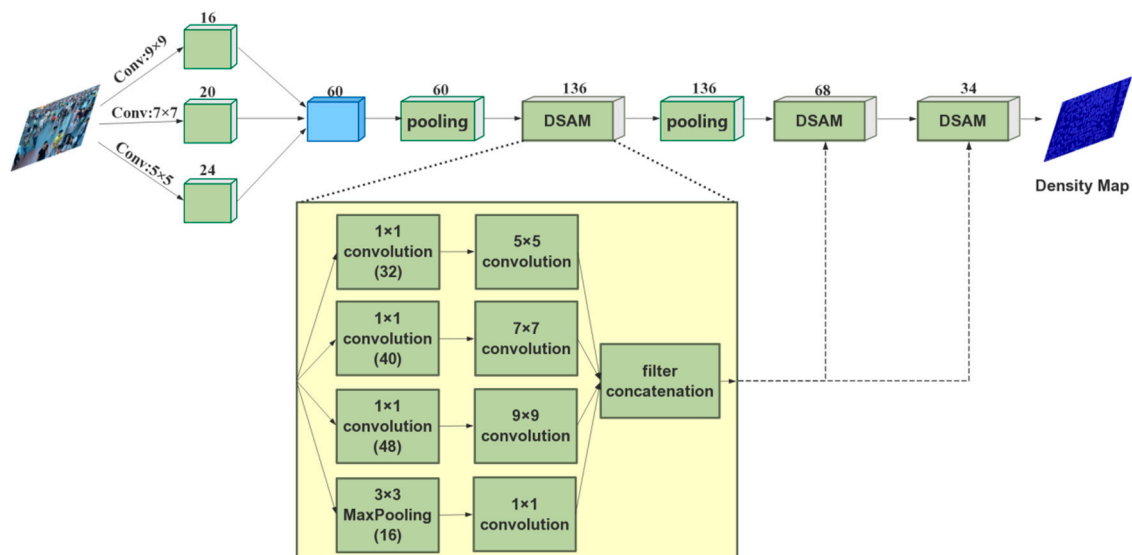 16
Conv:9×9
20
Conv:7×7
24
Conv:5×5
60
60
pooling
136
DSAM
136
pooling
68
DSAM
34
DSAM
Density Map
1×1
convolution
(32)
5×5
convolution
1×1
convolution
(40)
7×7
convolution
1×1
convolution
(48)
9×9
convolution
3×3
MaxPooling
(16)
1×1
convolution
filter
concatenation